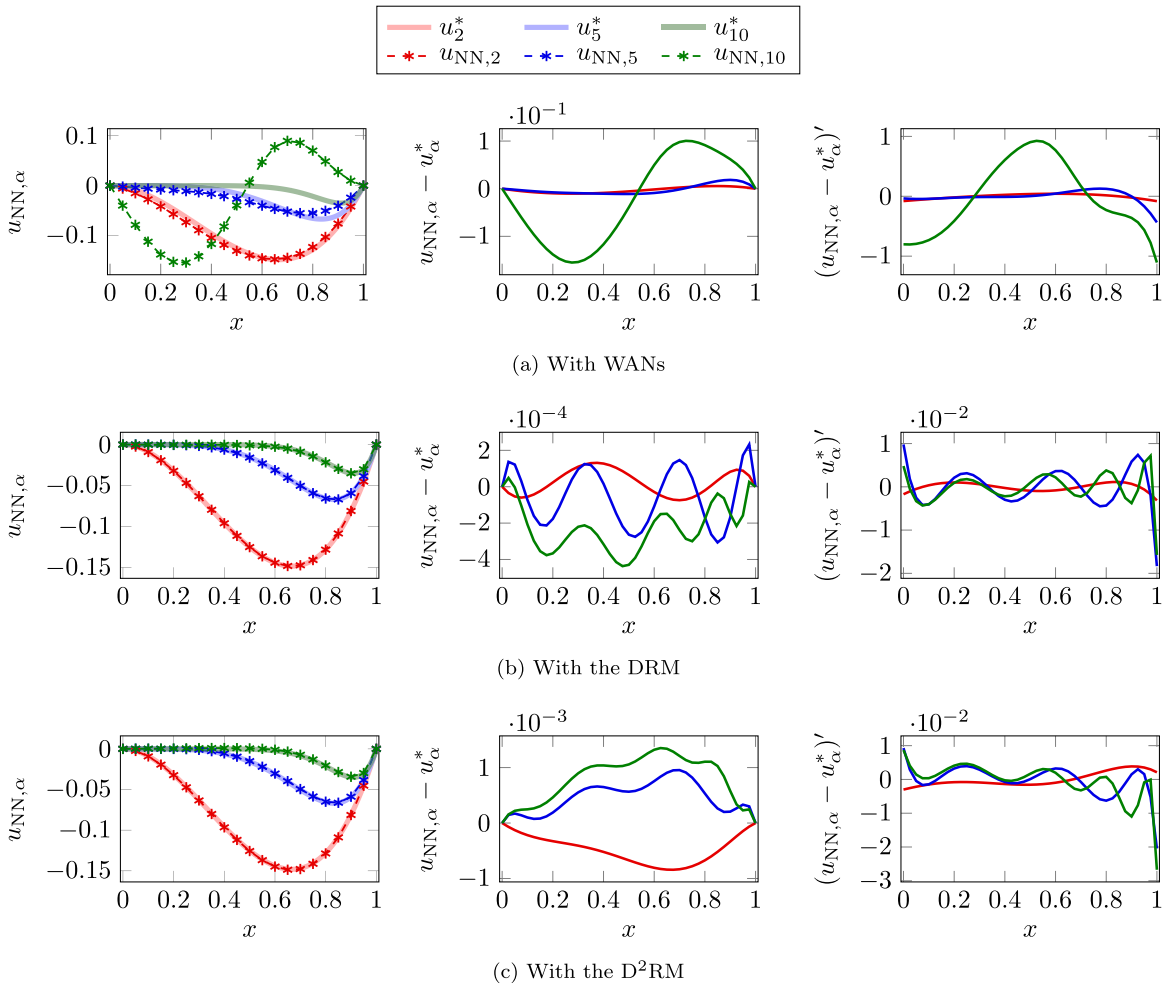 u*₂ u*₅ u*₁₀
u_NN,2 u_NN,5 u_NN,10
·10⁻¹
0.1
0
−0.1
u_NN,α
0 0.2 0.4 0.6 0.8 1
x
1
0
−1
u_NN,α − u*_α
0 0.2 0.4 0.6 0.8 1
x
1
0
−1
(u_NN,α − u*_α)′
0 0.2 0.4 0.6 0.8 1
x
(a) With WANs
0
−0.05
−0.1
−0.15
u_NN,α
0 0.2 0.4 0.6 0.8 1
x
·10⁻⁴
2
0
−2
−4
u_NN,α − u*_α
0 0.2 0.4 0.6 0.8 1
x
·10⁻²
1
0
−1
−2
(u_NN,α − u*_α)′
0 0.2 0.4 0.6 0.8 1
x
(b) With the DRM
0
−0.05
−0.1
−0.15
u_NN,α
0 0.2 0.4 0.6 0.8 1
x
·10⁻³
1
0
−1
u_NN,α − u*_α
0 0.2 0.4 0.6 0.8 1
x
·10⁻²
1
0
−1
−2
−3
(u_NN,α − u*_α)′
0 0.2 0.4 0.6 0.8 1
x
(c) With the D²RM